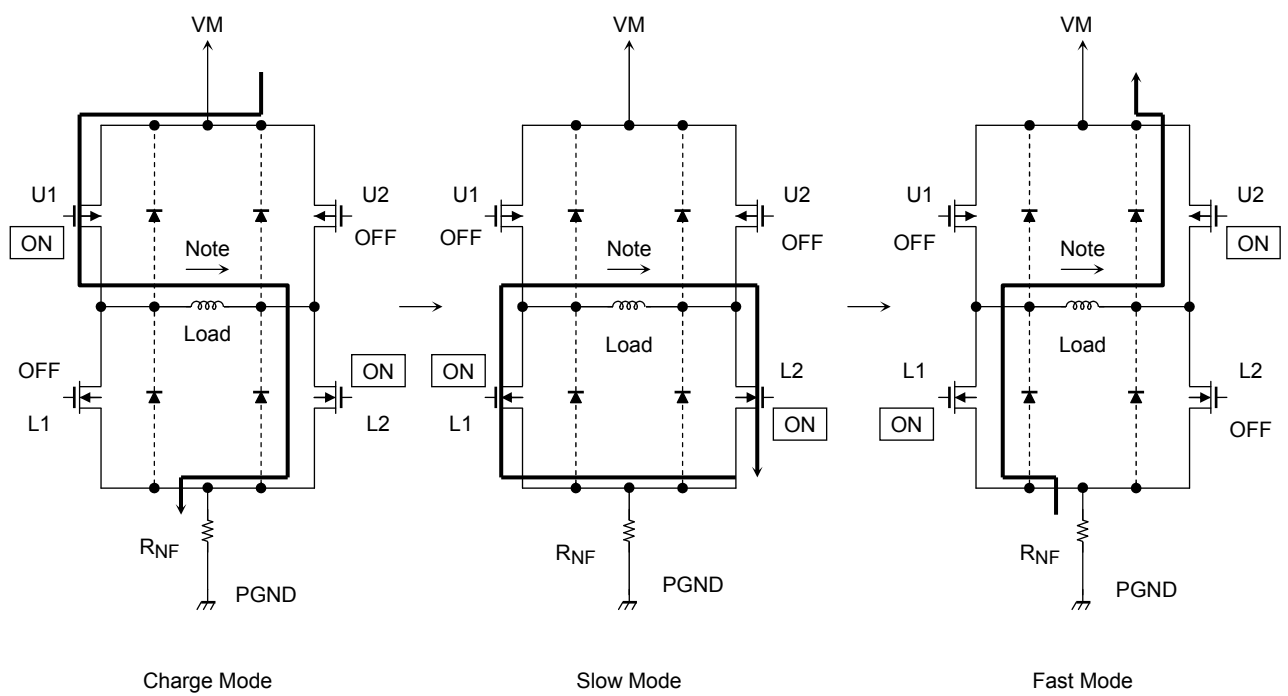 VM
U1
ON
U2
OFF
Note
Load
OFF
L1
ON
L2
RNF
PGND
Charge Mode
VM
U1
OFF
U2
OFF
Note
Load
ON
L1
L2
ON
RNF
PGND
Slow Mode
VM
U1
OFF
U2
ON
Note
Load
L1
ON
L2
OFF
RNF
PGND
Fast Mode